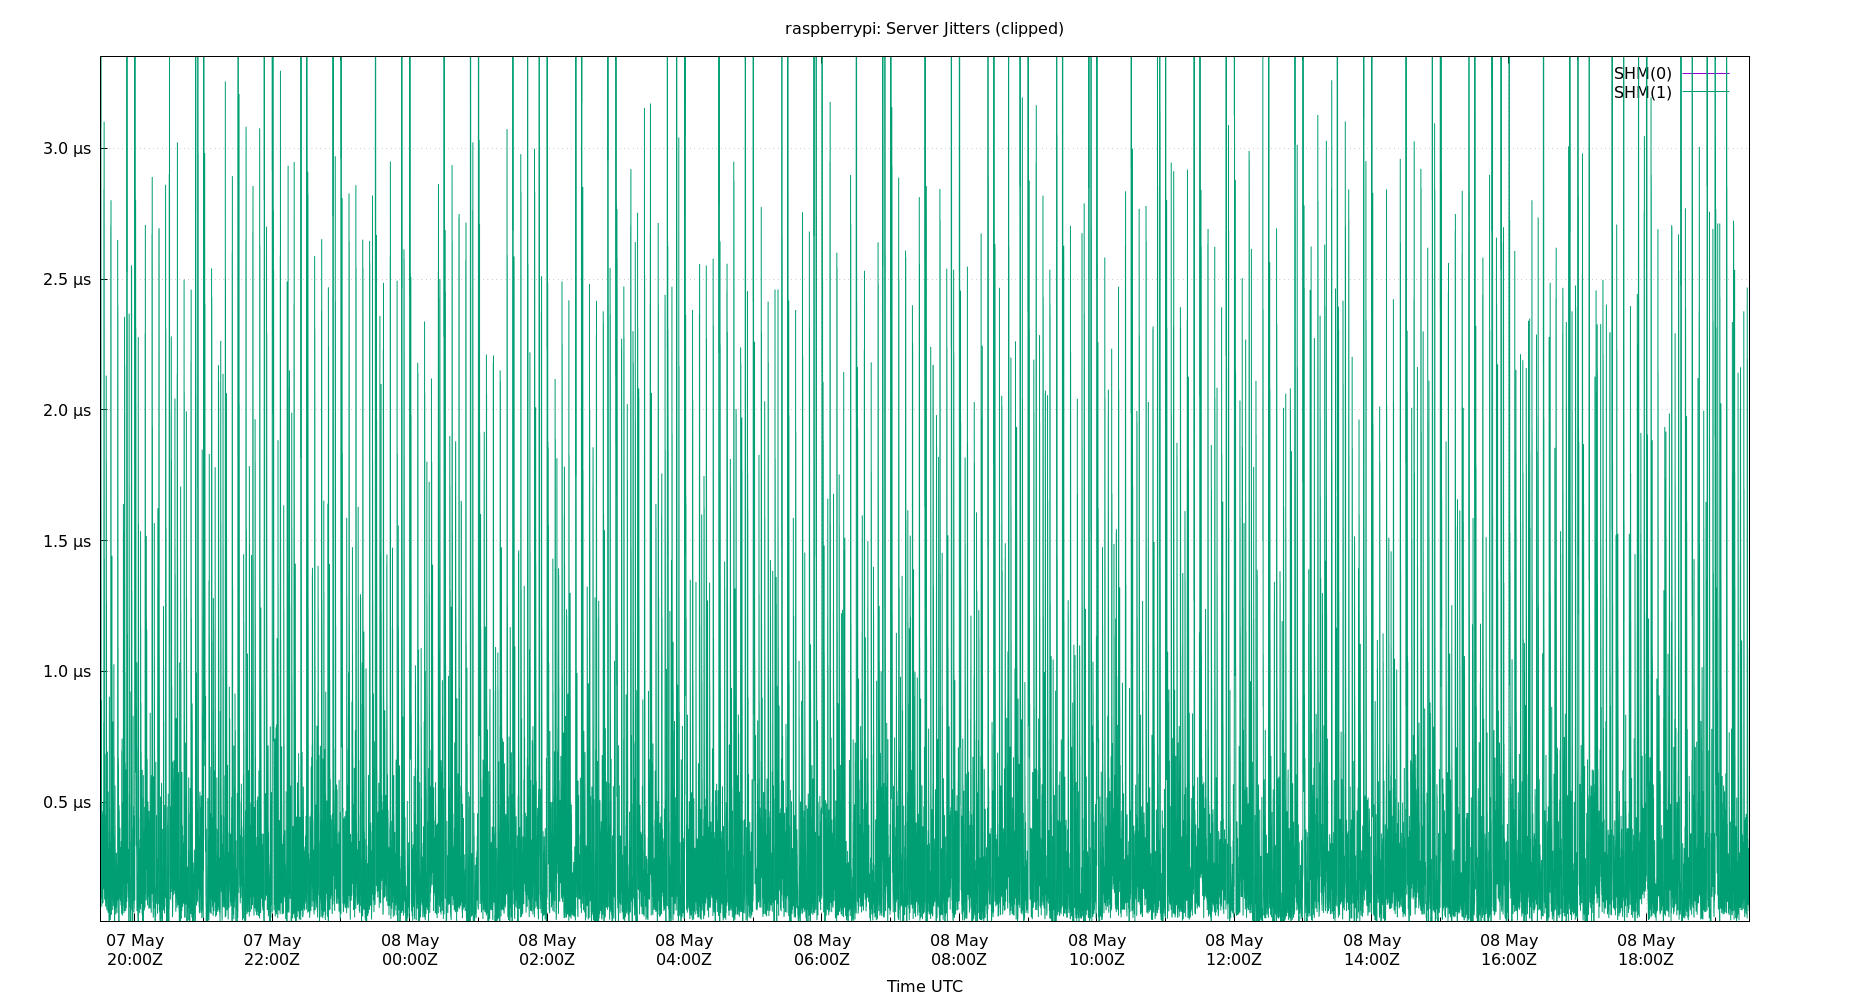 raspberrypi: Server Jitters (clipped)
SHM(0)
SHM(1)
3.0 µs
2.5 µs
2.0 µs
1.5 µs
1.0 µs
0.5 µs
07 May 07 May 08 May 08 May 08 May 08 May 08 May 08 May 08 May 08 May 08 May 08 May
20:00Z 22:00Z 00:00Z 02:00Z 04:00Z 06:00Z 08:00Z 10:00Z 12:00Z 14:00Z 16:00Z 18:00Z
Time UTC